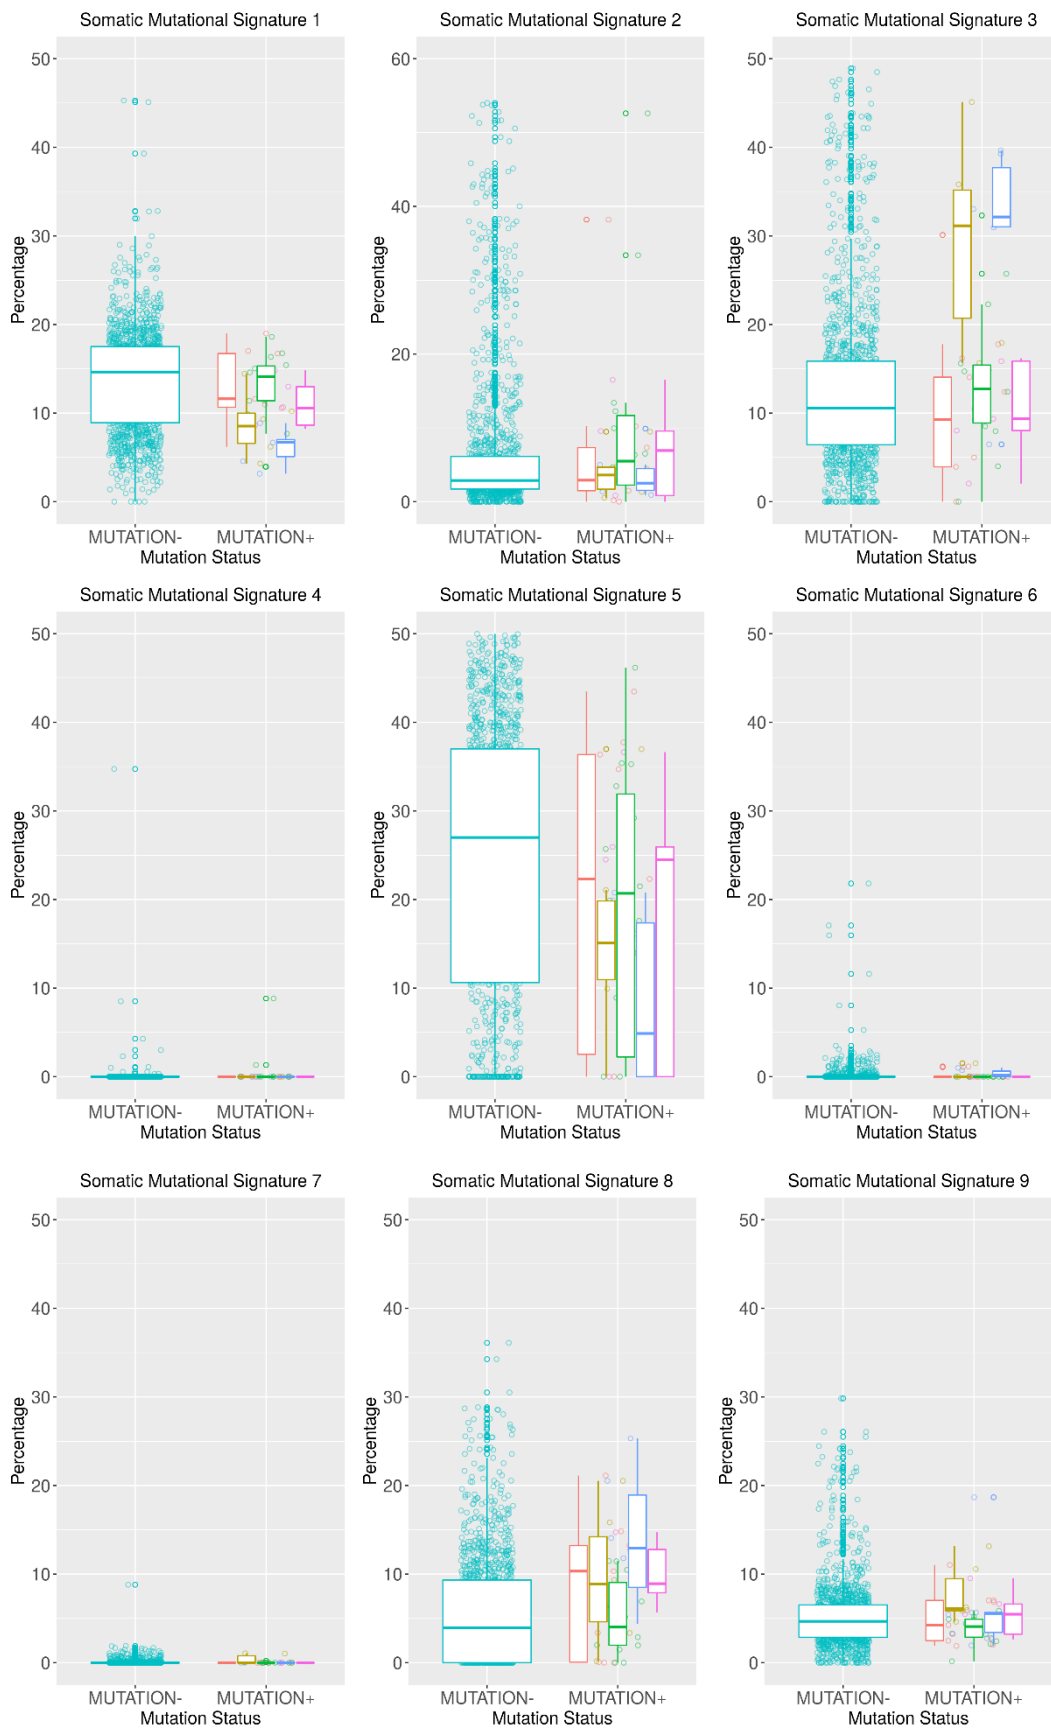 Somatic Mutational Signature 1
50
40
30
20
10
0
Percentage
MUTATION-
MUTATION+
Mutation Status
Somatic Mutational Signature 2
60
40
20
0
Percentage
MUTATION-
MUTATION+
Mutation Status
Somatic Mutational Signature 3
50
40
30
20
10
0
Percentage
MUTATION-
MUTATION+
Mutation Status
Somatic Mutational Signature 4
50
40
30
20
10
0
Percentage
MUTATION-
MUTATION+
Mutation Status
Somatic Mutational Signature 5
50
40
30
20
10
0
Percentage
MUTATION-
MUTATION+
Mutation Status
Somatic Mutational Signature 6
50
40
30
20
10
0
Percentage
MUTATION-
MUTATION+
Mutation Status
Somatic Mutational Signature 7
50
40
30
20
10
0
Percentage
MUTATION-
MUTATION+
Mutation Status
Somatic Mutational Signature 8
50
40
30
20
10
0
Percentage
MUTATION-
MUTATION+
Mutation Status
Somatic Mutational Signature 9
50
40
30
20
10
0
Percentage
MUTATION-
MUTATION+
Mutation Status